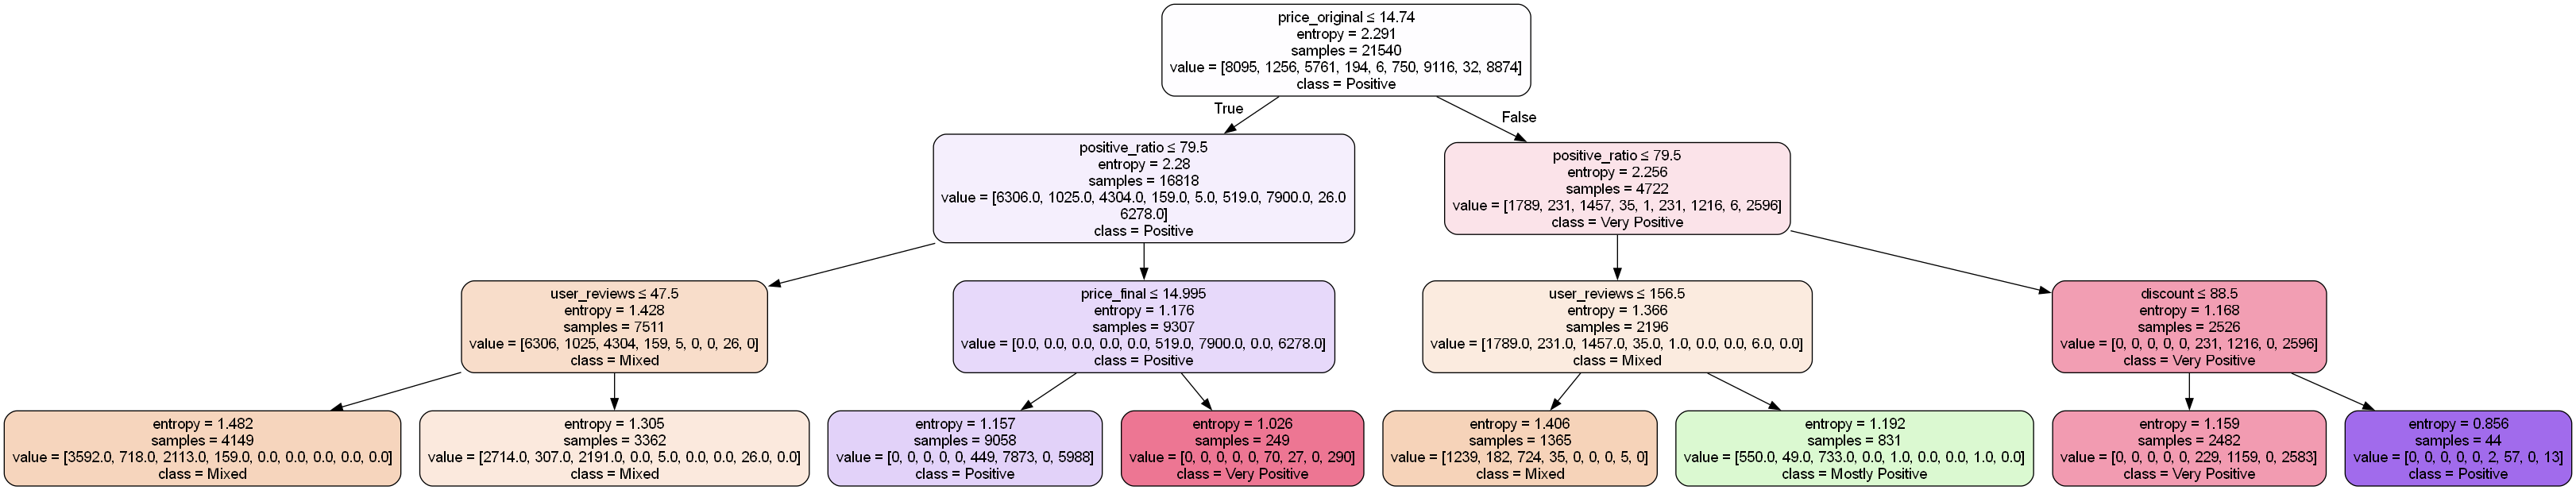 price_original ≤ 14.74
entropy = 2.291
samples = 21540
value = [8095, 1256, 5761, 194, 6, 750, 9116, 32, 8874]
class = Positive
True
False
positive_ratio ≤ 79.5
entropy = 2.28
samples = 16818
value = [6306.0, 1025.0, 4304.0, 159.0, 5.0, 519.0, 7900.0, 26.0
6278.0]
class = Positive
positive_ratio ≤ 79.5
entropy = 2.256
samples = 4722
value = [1789, 231, 1457, 35, 1, 231, 1216, 6, 2596]
class = Very Positive
user_reviews ≤ 47.5
entropy = 1.428
samples = 7511
value = [6306, 1025, 4304, 159, 5, 0, 0, 26, 0]
class = Mixed
price_final ≤ 14.995
entropy = 1.176
samples = 9307
value = [0.0, 0.0, 0.0, 0.0, 0.0, 519.0, 7900.0, 0.0, 6278.0]
class = Positive
user_reviews ≤ 156.5
entropy = 1.366
samples = 2196
value = [1789.0, 231.0, 1457.0, 35.0, 1.0, 0.0, 0.0, 6.0, 0.0]
class = Mixed
discount ≤ 88.5
entropy = 1.168
samples = 2526
value = [0, 0, 0, 0, 0, 231, 1216, 0, 2596]
class = Very Positive
entropy = 1.482
samples = 4149
value = [3592.0, 718.0, 2113.0, 159.0, 0.0, 0.0, 0.0, 0.0, 0.0]
class = Mixed
entropy = 1.305
samples = 3362
value = [2714.0, 307.0, 2191.0, 0.0, 5.0, 0.0, 0.0, 26.0, 0.0]
class = Mixed
entropy = 1.157
samples = 9058
value = [0, 0, 0, 0, 0, 449, 7873, 0, 5988]
class = Positive
entropy = 1.026
samples = 249
value = [0, 0, 0, 0, 0, 70, 27, 0, 290]
class = Very Positive
entropy = 1.406
samples = 1365
value = [1239, 182, 724, 35, 0, 0, 0, 5, 0]
class = Mixed
entropy = 1.192
samples = 831
value = [550.0, 49.0, 733.0, 0.0, 1.0, 0.0, 0.0, 1.0, 0.0]
class = Mostly Positive
entropy = 1.159
samples = 2482
value = [0, 0, 0, 0, 0, 229, 1159, 0, 2583]
class = Very Positive
entropy = 0.856
samples = 44
value = [0, 0, 0, 0, 0, 2, 57, 0, 13]
class = Positive